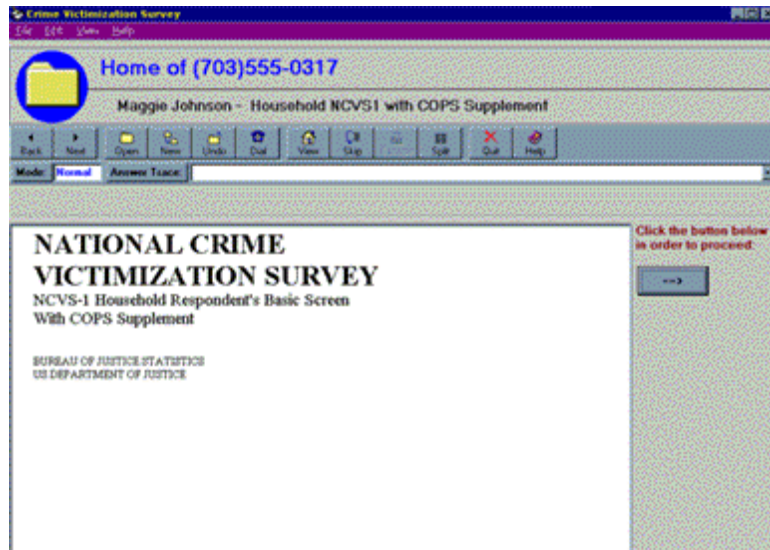 Crime Victimization Survey
File Edit View Help
Home of (703)555-0317
Maggie Johnson - Household NCVS1 with COPS Supplement
Back Next Open New Undo Dial View Skip Split Quit Help
Mode: Normal Answer Trace:
Click the button below
in order to proceed:
-->
NATIONAL CRIME
VICTIMIZATION SURVEY
NCVS-1 Household Respondent's Basic Screen
With COPS Supplement
BUREAU OF JUSTICE STATISTICS
US DEPARTMENT OF JUSTICE